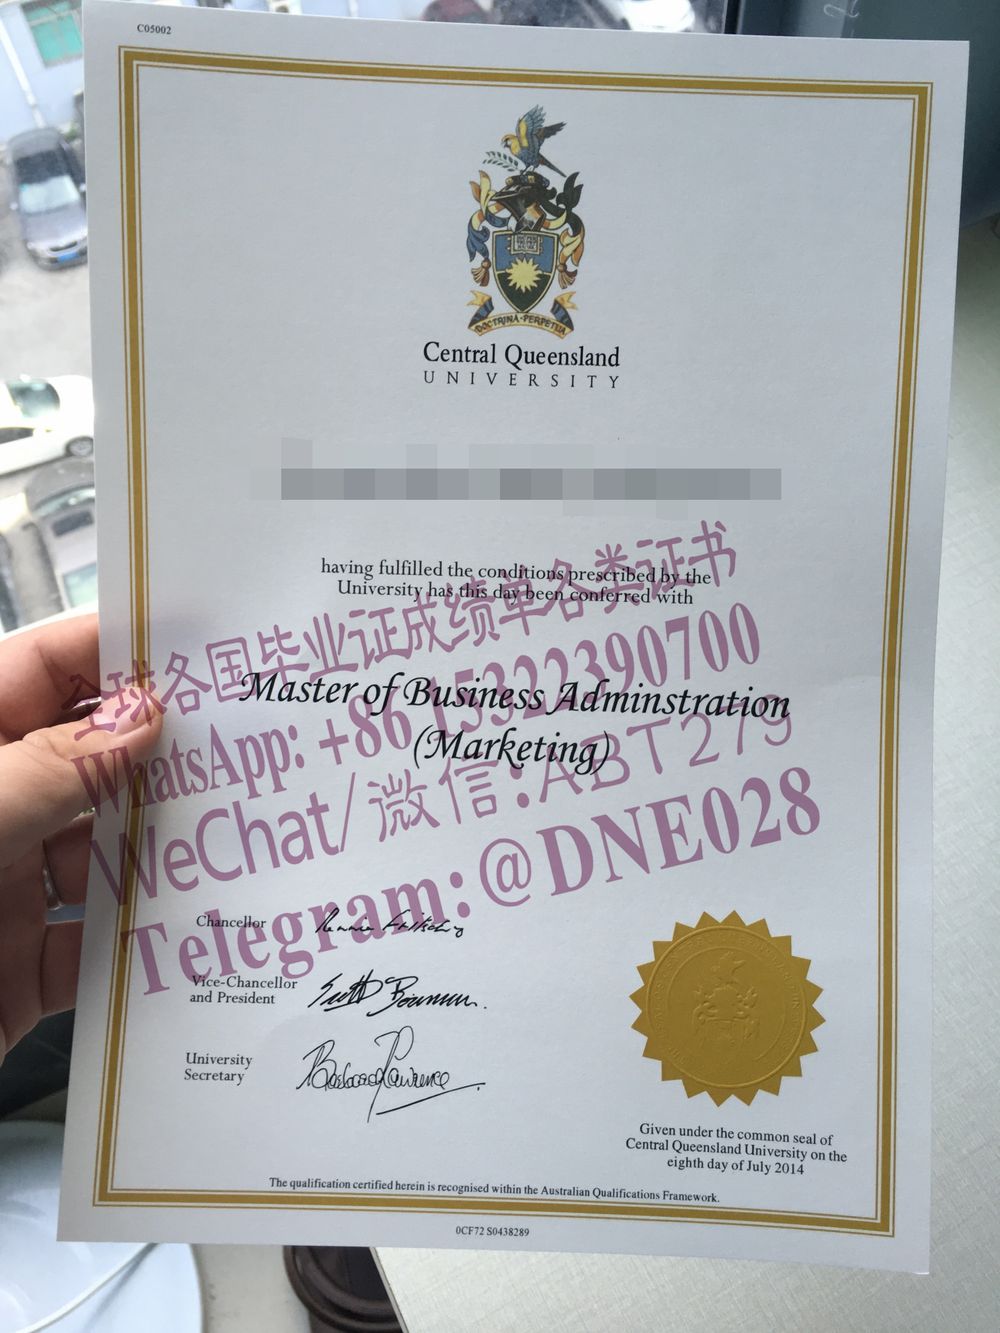 C05002
DOCTRINA · PERPETUA
Central Queensland
UNIVERSITY
having fulfilled the conditions prescribed by the
University has this day been conferred with
全球各国毕业证成绩单各类证书
Master of Business Adminstration
(Marketing)
WhatsApp: +86 15322390700
WeChat/微信:ABT279
Telegram:@DNE028
Chancellor
Vice-Chancellor
and President
University
Secretary
Given under the common seal of
Central Queensland University on the
eighth day of July 2014
The qualification certified herein is recognised within the Australian Qualifications Framework.
0CF72 S0438289